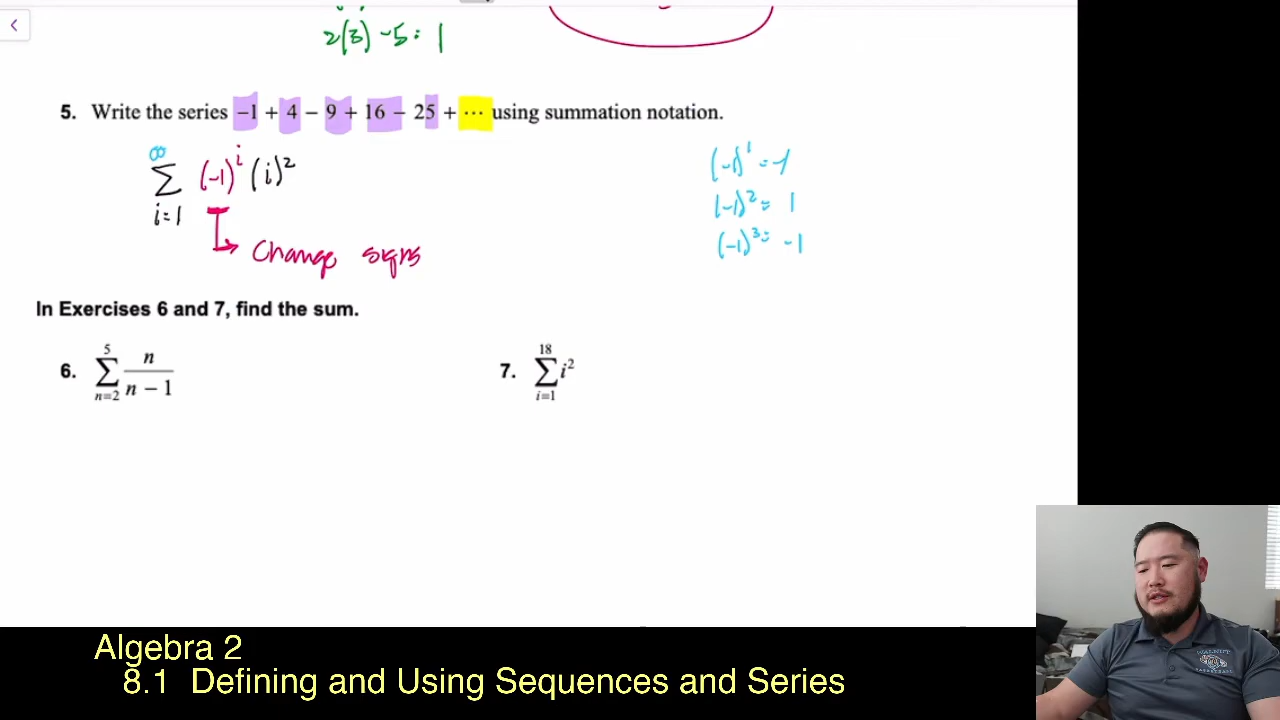 2(3) -5 = 1
5. Write the series −1 + 4 − 9 + 16 − 25 + ⋯ using summation notation.
∞
∑ (-1)^i (i)^2
i=1
Change signs
(-1)^1 = -1
(-1)^2 = 1
(-1)^3 = -1
In Exercises 6 and 7, find the sum.
6. ∑_{n=2}^{5} n/(n − 1)
7. ∑_{i=1}^{18} i^2
Algebra 2
8.1 Defining and Using Sequences and Series